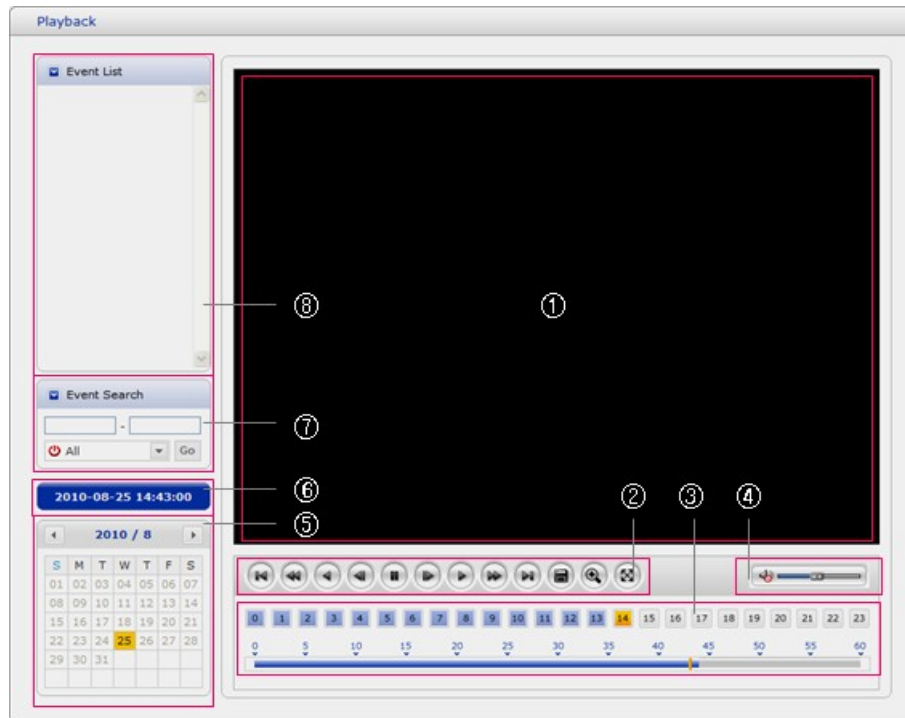 Playback
Event List
⑧
①
Event Search
-
All
Go
⑦
2010-08-25 14:43:00
⑥
⑤
②
③
④
2010 / 8
S M T W T F S
01 02 03 04 05 06 07
08 09 10 11 12 13 14
15 16 17 18 19 20 21
22 23 24 25 26 27 28
29 30 31
0 1 2 3 4 5 6 7 8 9 10 11 12 13 14 15 16 17 18 19 20 21 22 23
0 5 10 15 20 25 30 35 40 45 50 55 60